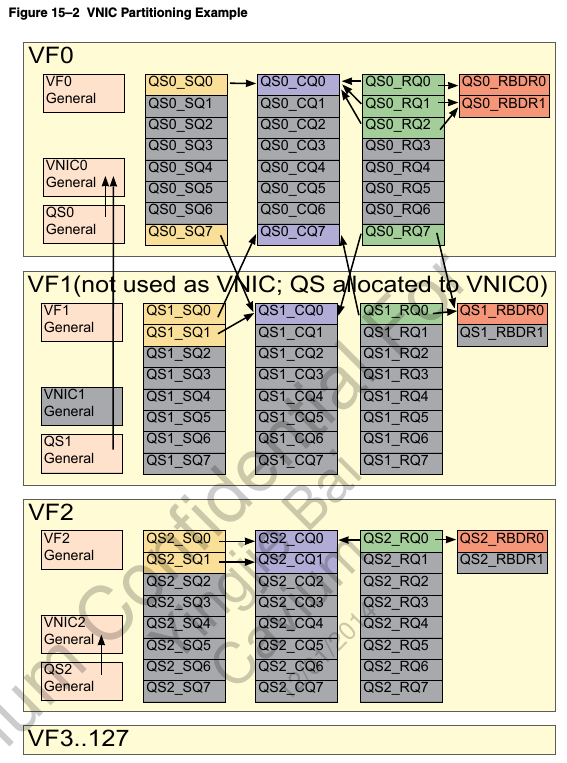 Figure 15–2 VNIC Partitioning Example
VF0
VF0
General
VNIC0
General
QS0
General
QS0_SQ0
QS0_SQ1
QS0_SQ2
QS0_SQ3
QS0_SQ4
QS0_SQ5
QS0_SQ6
QS0_SQ7
QS0_CQ0
QS0_CQ1
QS0_CQ2
QS0_CQ3
QS0_CQ4
QS0_CQ5
QS0_CQ6
QS0_CQ7
QS0_RQ0
QS0_RQ1
QS0_RQ2
QS0_RQ3
QS0_RQ4
QS0_RQ5
QS0_RQ6
QS0_RQ7
QS0_RBDR0
QS0_RBDR1
VF1(not used as VNIC; QS allocated to VNIC0)
VF1
General
VNIC1
General
QS1
General
QS1_SQ0
QS1_SQ1
QS1_SQ2
QS1_SQ3
QS1_SQ4
QS1_SQ5
QS1_SQ6
QS1_SQ7
QS1_CQ0
QS1_CQ1
QS1_CQ2
QS1_CQ3
QS1_CQ4
QS1_CQ5
QS1_CQ6
QS1_CQ7
QS1_RQ0
QS1_RQ1
QS1_RQ2
QS1_RQ3
QS1_RQ4
QS1_RQ5
QS1_RQ6
QS1_RQ7
QS1_RBDR0
QS1_RBDR1
VF2
VF2
General
VNIC2
General
QS2
General
QS2_SQ0
QS2_SQ1
QS2_SQ2
QS2_SQ3
QS2_SQ4
QS2_SQ5
QS2_SQ6
QS2_SQ7
QS2_CQ0
QS2_CQ1
QS2_CQ2
QS2_CQ3
QS2_CQ4
QS2_CQ5
QS2_CQ6
QS2_CQ7
QS2_RQ0
QS2_RQ1
QS2_RQ2
QS2_RQ3
QS2_RQ4
QS2_RQ5
QS2_RQ6
QS2_RQ7
QS2_RBDR0
QS2_RBDR1
VF3..127
um Confidential For
Yingjie Bai
Cavium